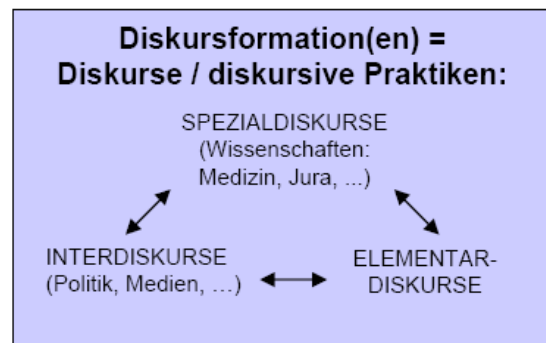 Diskursformation(en) =
Diskurse / diskursive Praktiken:
SPEZIALDISKURSE
(Wissenschaften:
Medizin, Jura, ...)
INTERDISKURSE
(Politik, Medien, ...)
ELEMENTAR-
DISKURSE